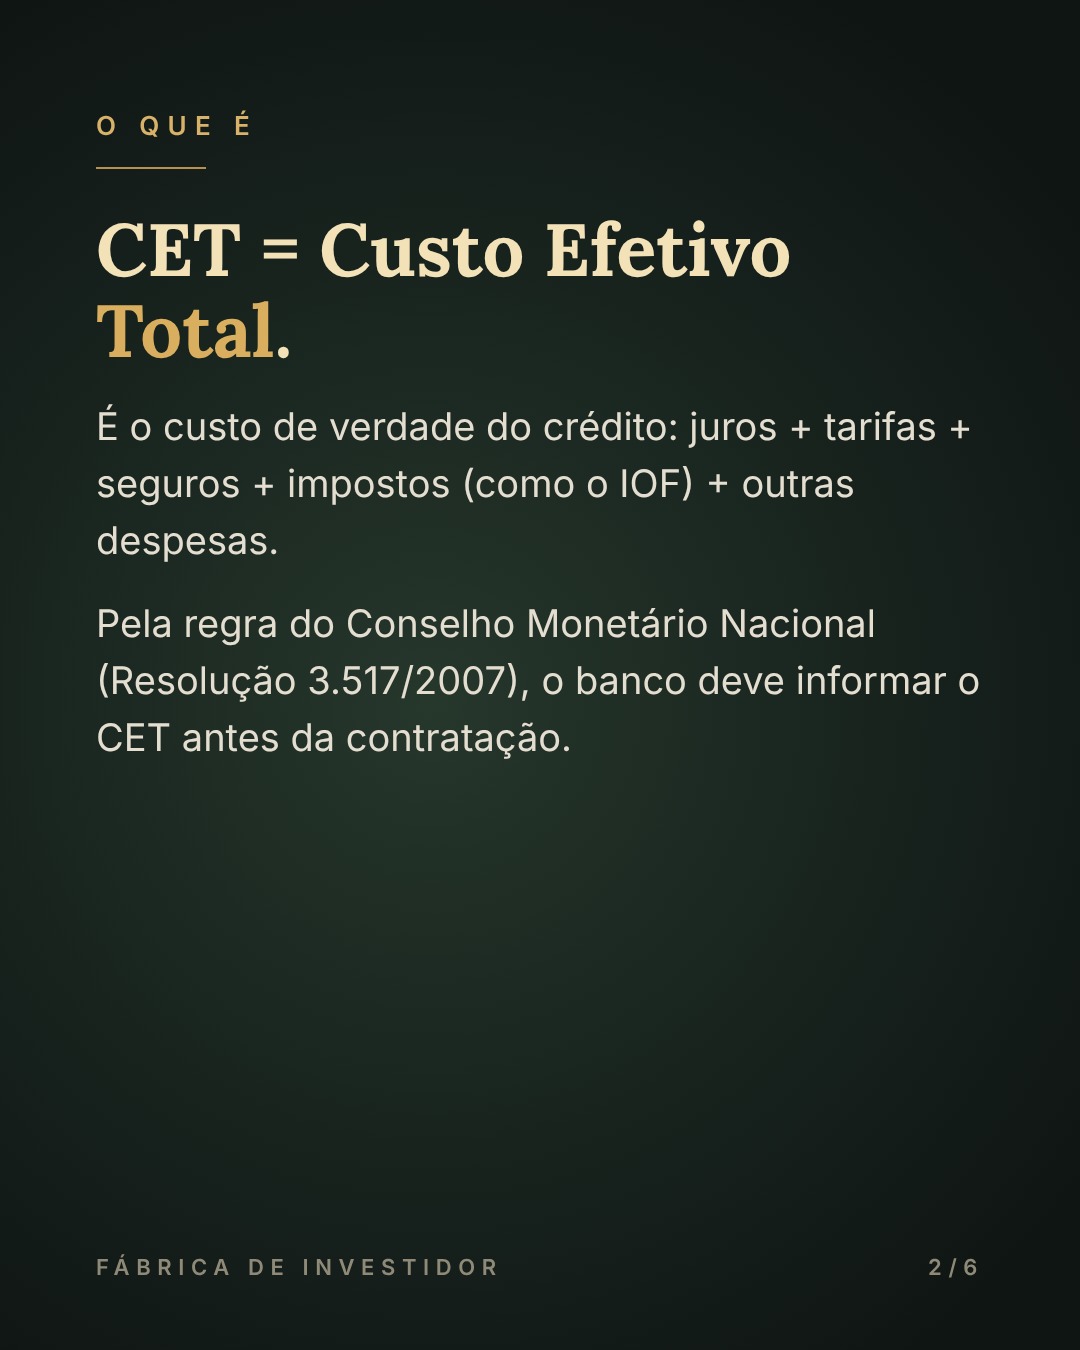 O QUE É
CET = Custo Efetivo
Total.
É o custo de verdade do crédito: juros + tarifas +
seguros + impostos (como o IOF) + outras
despesas.
Pela regra do Conselho Monetário Nacional
(Resolução 3.517/2007), o banco deve informar o
CET antes da contratação.
FÁBRICA DE INVESTIDOR
2/6